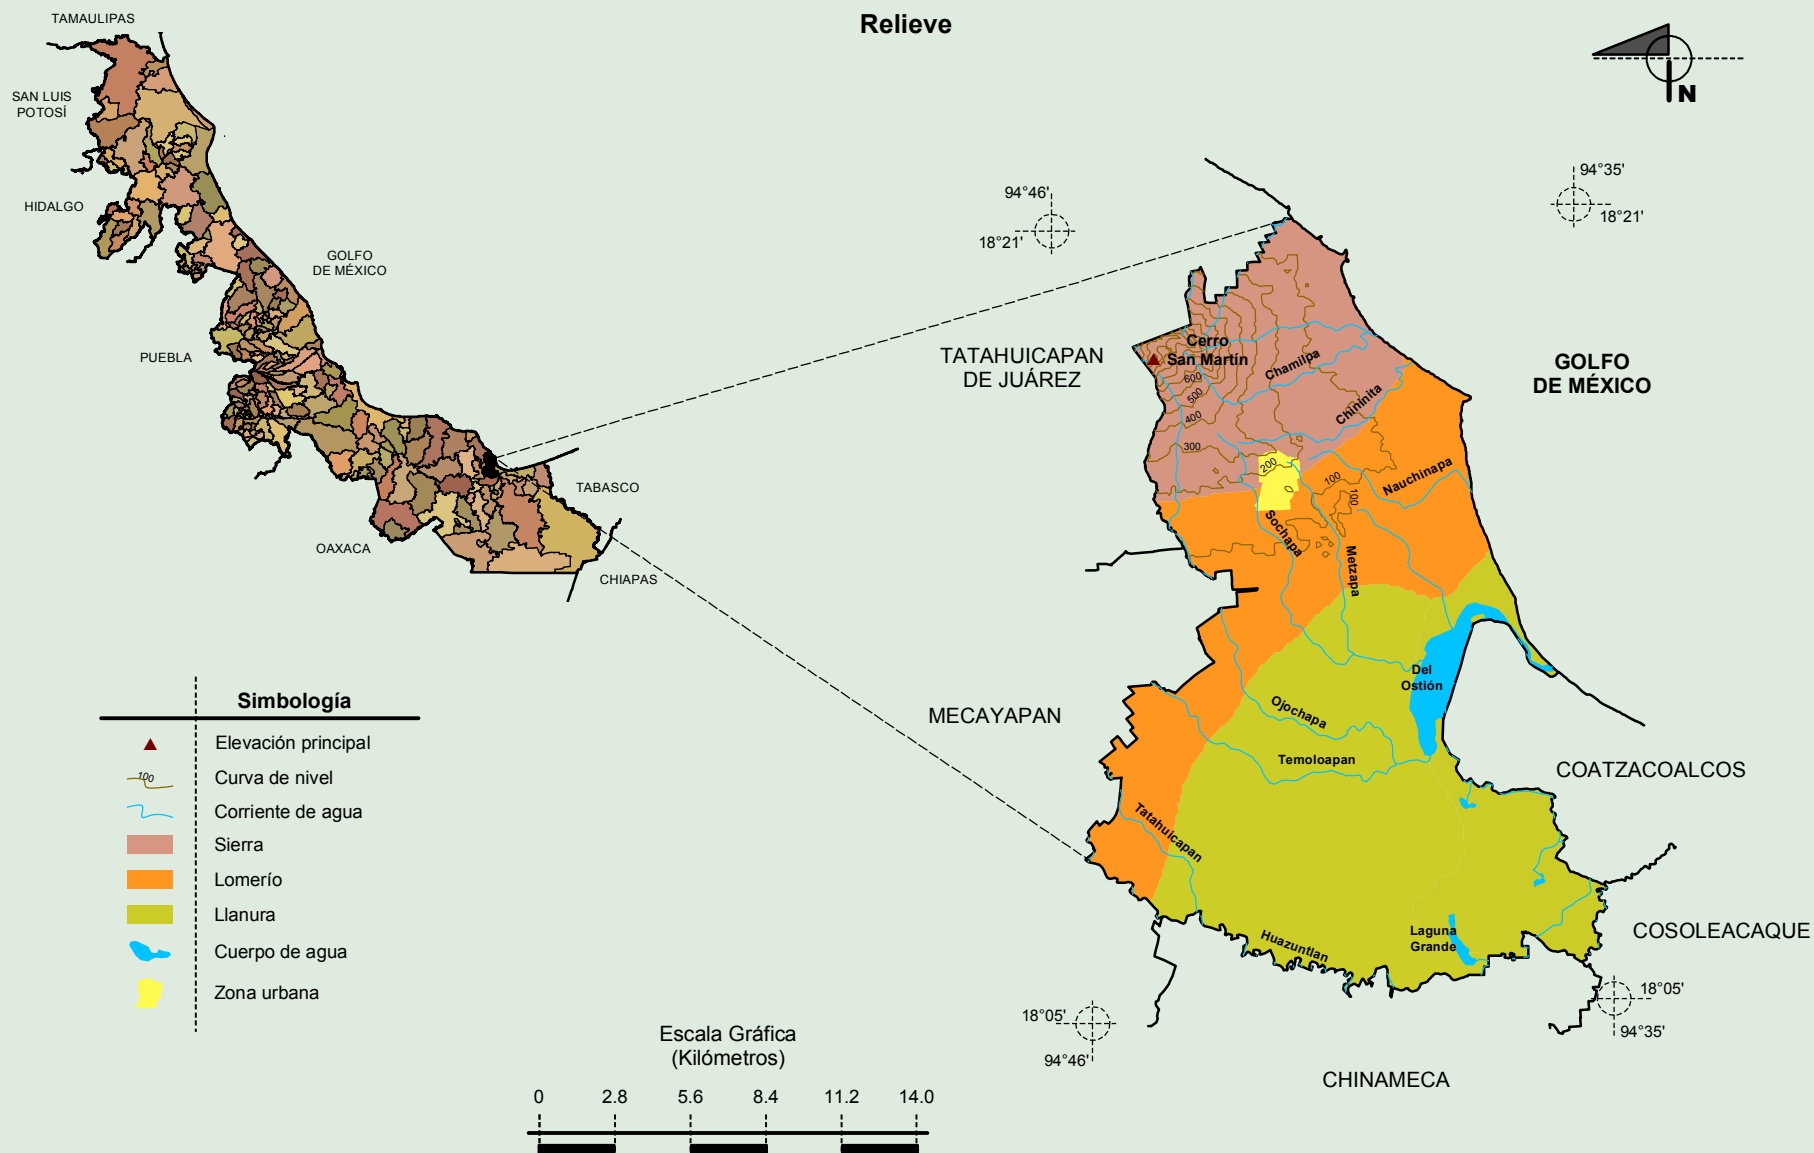 Relieve
N
TAMAULIPAS
SAN LUIS
POTOSÍ
HIDALGO
GOLFO
DE MÉXICO
PUEBLA
TABASCO
OAXACA
CHIAPAS
94°46'
18°21'
94°35'
18°21'
TATAHUICAPAN
DE JUÁREZ
GOLFO
DE MÉXICO
Cerro
San Martín
Chamilpa
Chininita
600
500
400
300
200
100
100
Nauchinapa
Sochapa
Metzapa
Del
Ostión
MECAYAPAN
Ojochapa
Temoloapan
COATZACOALCOS
Tatahuicapan
Huazuntlan
Laguna
Grande
COSOLEACAQUE
18°05'
94°46'
18°05'
94°35'
CHINAMECA
Simbología
Elevación principal
100
Curva de nivel
Corriente de agua
Sierra
Lomerío
Llanura
Cuerpo de agua
Zona urbana
Escala Gráfica
(Kilómetros)
0 2.8 5.6 8.4 11.2 14.0